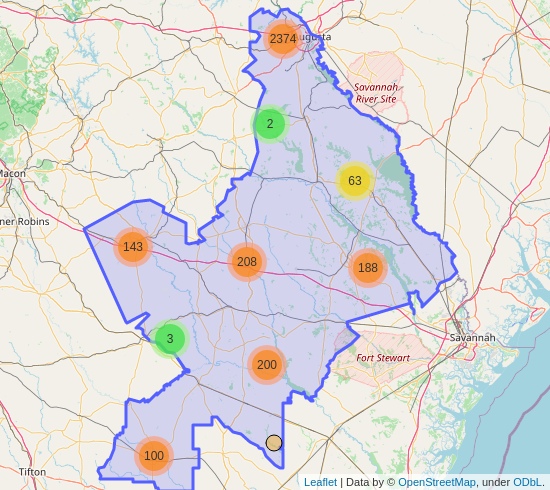 2374
ugusta
Savannah
River Site
2
Macon
63
ner Robins
143
208
188
3
Savannah
Fort Stewart
200
100
Tifton
Leaflet | Data by © OpenStreetMap, under ODbL.